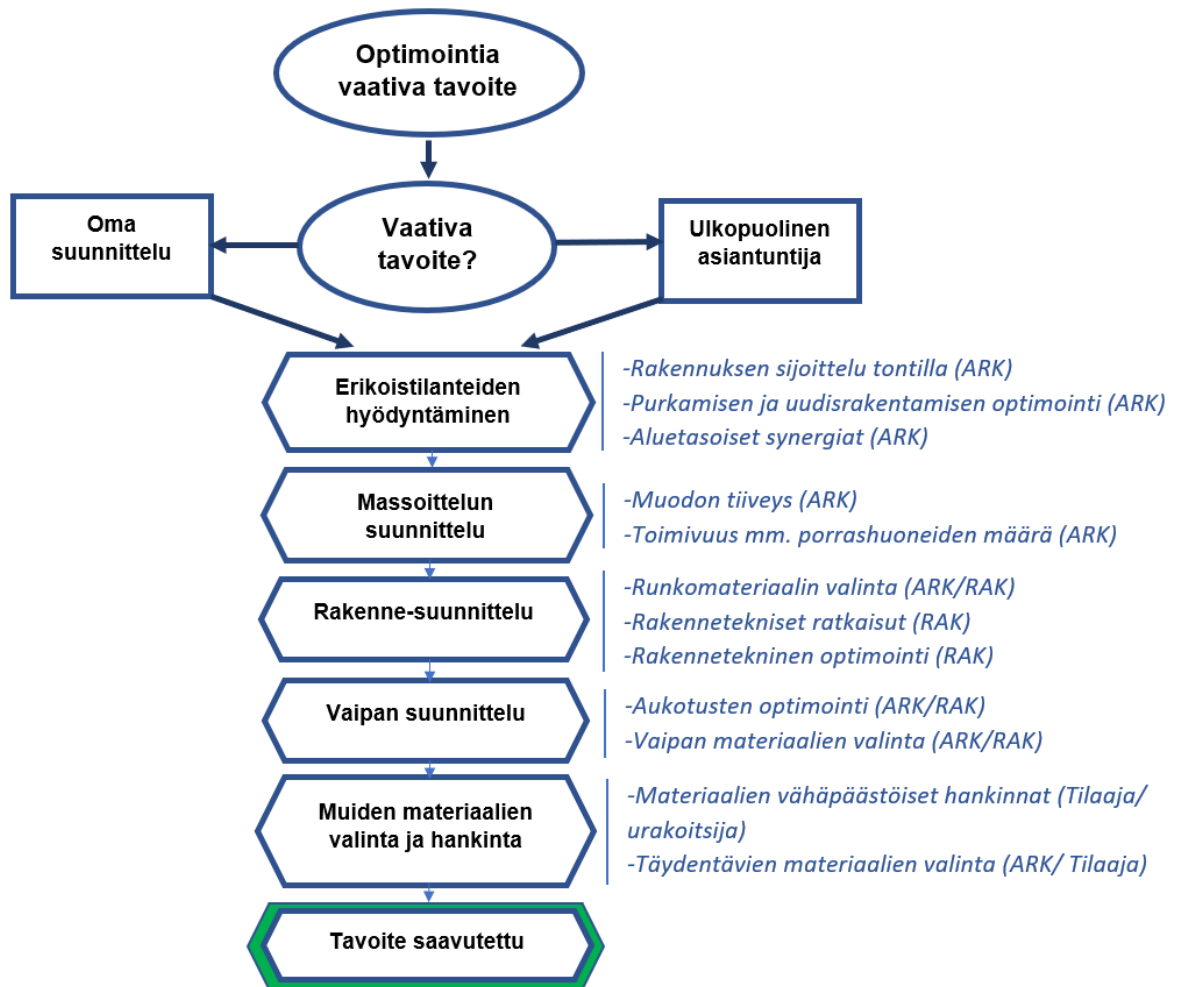 Optimointia
vaativa tavoite
Vaativa
tavoite?
Oma
suunnittelu
Ulkopuolinen
asiantuntija
Erikoistilanteiden
hyödyntäminen
-Rakennuksen sijoittelu tontilla (ARK)
-Purkamisen ja uudisrakentamisen optimointi (ARK)
-Aluetasoiset synergiat (ARK)
Massoittelun
suunnittelu
-Muodon tiiveys (ARK)
-Toimivuus mm. porrashuoneiden määrä (ARK)
Rakenne-suunnittelu
-Runkomateriaalin valinta (ARK/RAK)
-Rakennetekniset ratkaisut (RAK)
-Rakennetekninen optimointi (RAK)
Vaipan suunnittelu
-Aukotusten optimointi (ARK/RAK)
-Vaipan materiaalien valinta (ARK/RAK)
Muiden materiaalien
valinta ja hankinta
-Materiaalien vähäpäästöiset hankinnat (Tilaaja/
urakoitsija)
-Täydentävien materiaalien valinta (ARK/ Tilaaja)
Tavoite saavutettu